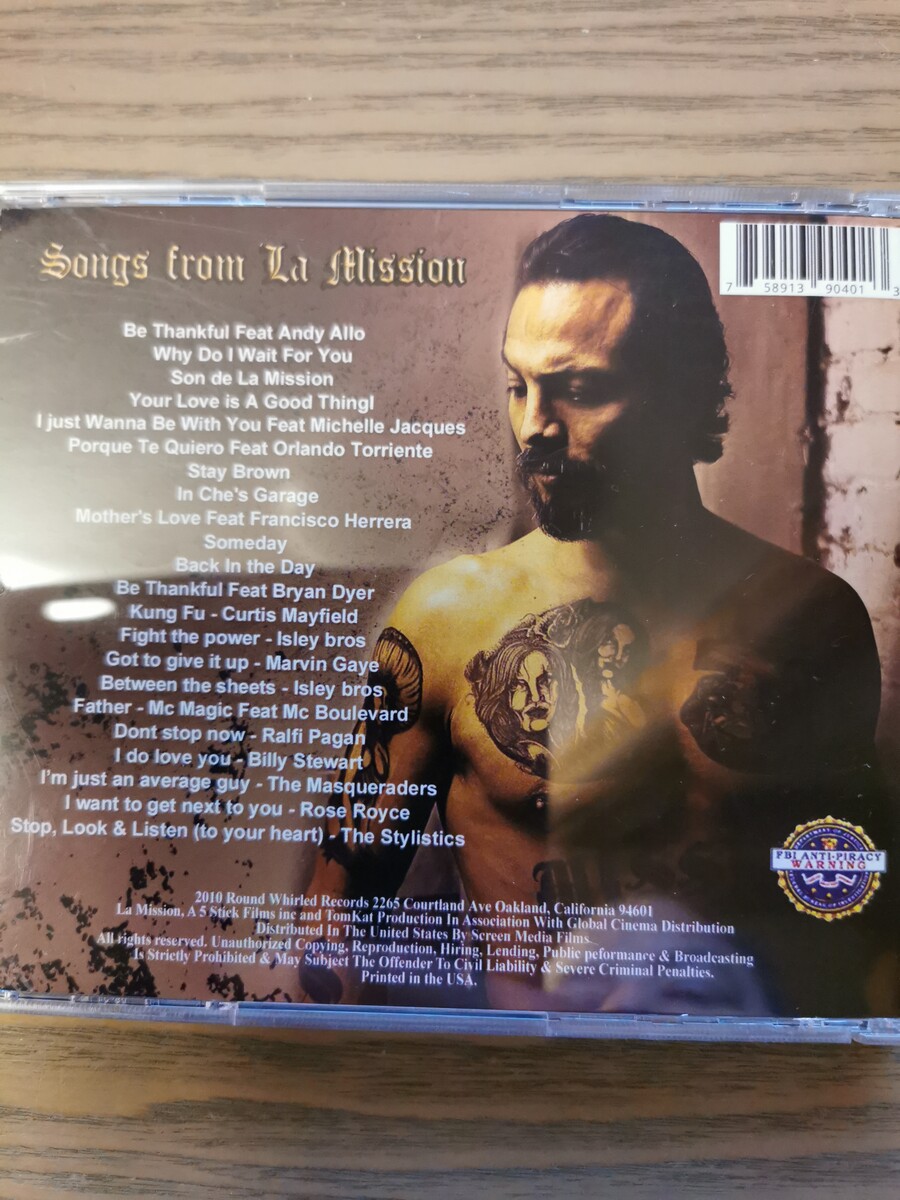 Songs from La Mission
7 58913 90401 3
Be Thankful Feat Andy Allo
Why Do I Wait For You
Son de La Mission
Your Love is A Good ThingI
I just Wanna Be With You Feat Michelle Jacques
Porque Te Quiero Feat Orlando Torriente
Stay Brown
In Che's Garage
Mother's Love Feat Francisco Herrera
Someday
Back In the Day
Be Thankful Feat Bryan Dyer
Kung Fu - Curtis Mayfield
Fight the power - Isley bros
Got to give it up - Marvin Gaye
Between the sheets - Isley bros
Father - Mc Magic Feat Mc Boulevard
Dont stop now - Ralfi Pagan
I do love you - Billy Stewart
I'm just an average guy - The Masqueraders
I want to get next to you - Rose Royce
Stop, Look & Listen (to your heart) - The Stylistics
FBI ANTI-PIRACY
WARNING
2010 Round Whirled Records 2265 Courtland Ave Oakland, California 94601
La Mission, A 5 Stick Films inc and TomKat Production In Association With Global Cinema Distribution
Distributed In The United States By Screen Media Films.
All rights reserved. Unauthorized Copying, Reproduction, Hiring, Lending, Public peformance & Broadcasting
Is Strictly Prohibited & May Subject The Offender To Civil Liability & Severe Criminal Penalties.
Printed in the USA.